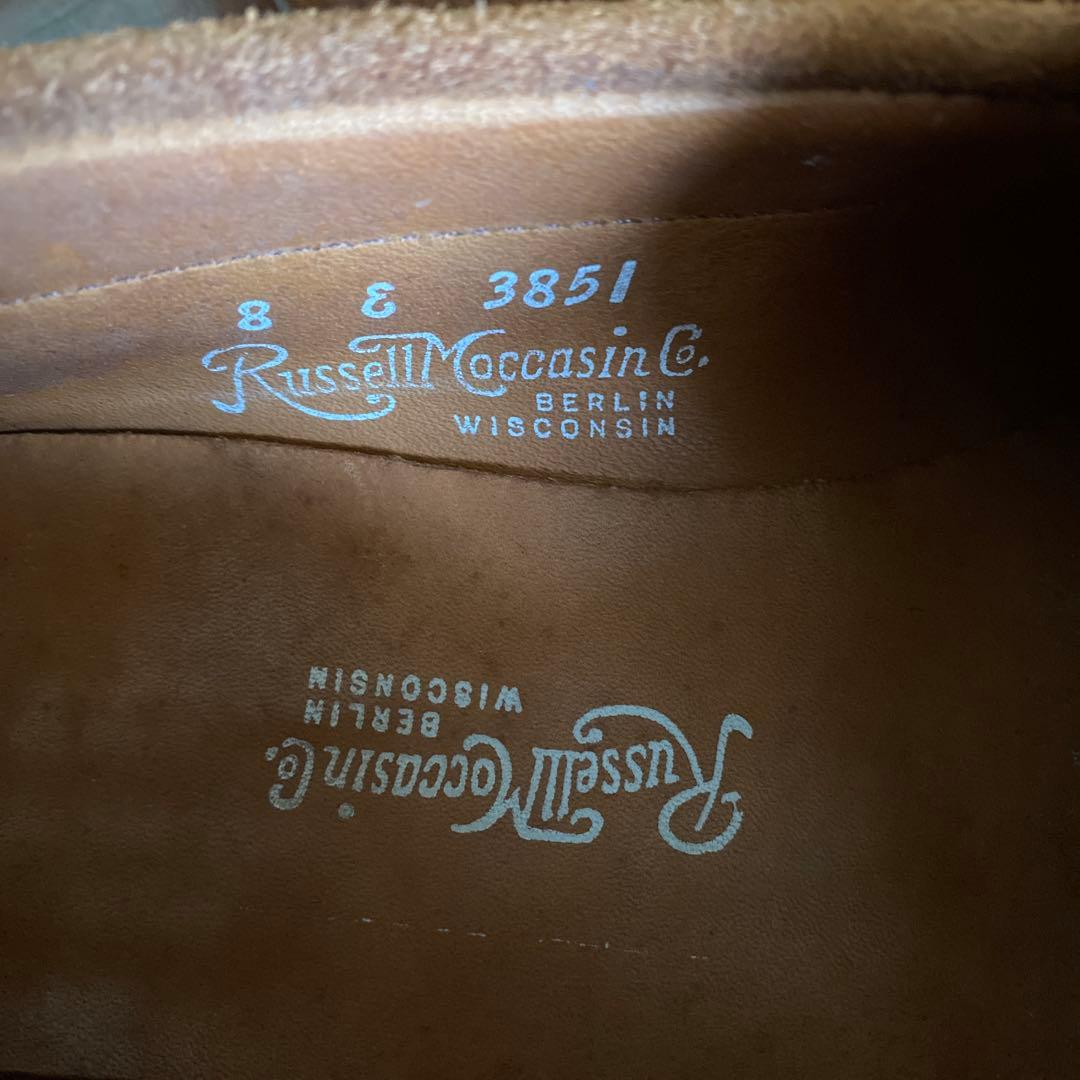 8 E 3851
Russell Moccasin Co.
BERLIN
WISCONSIN
Russell Moccasin Co.
BERLIN
WISCONSIN